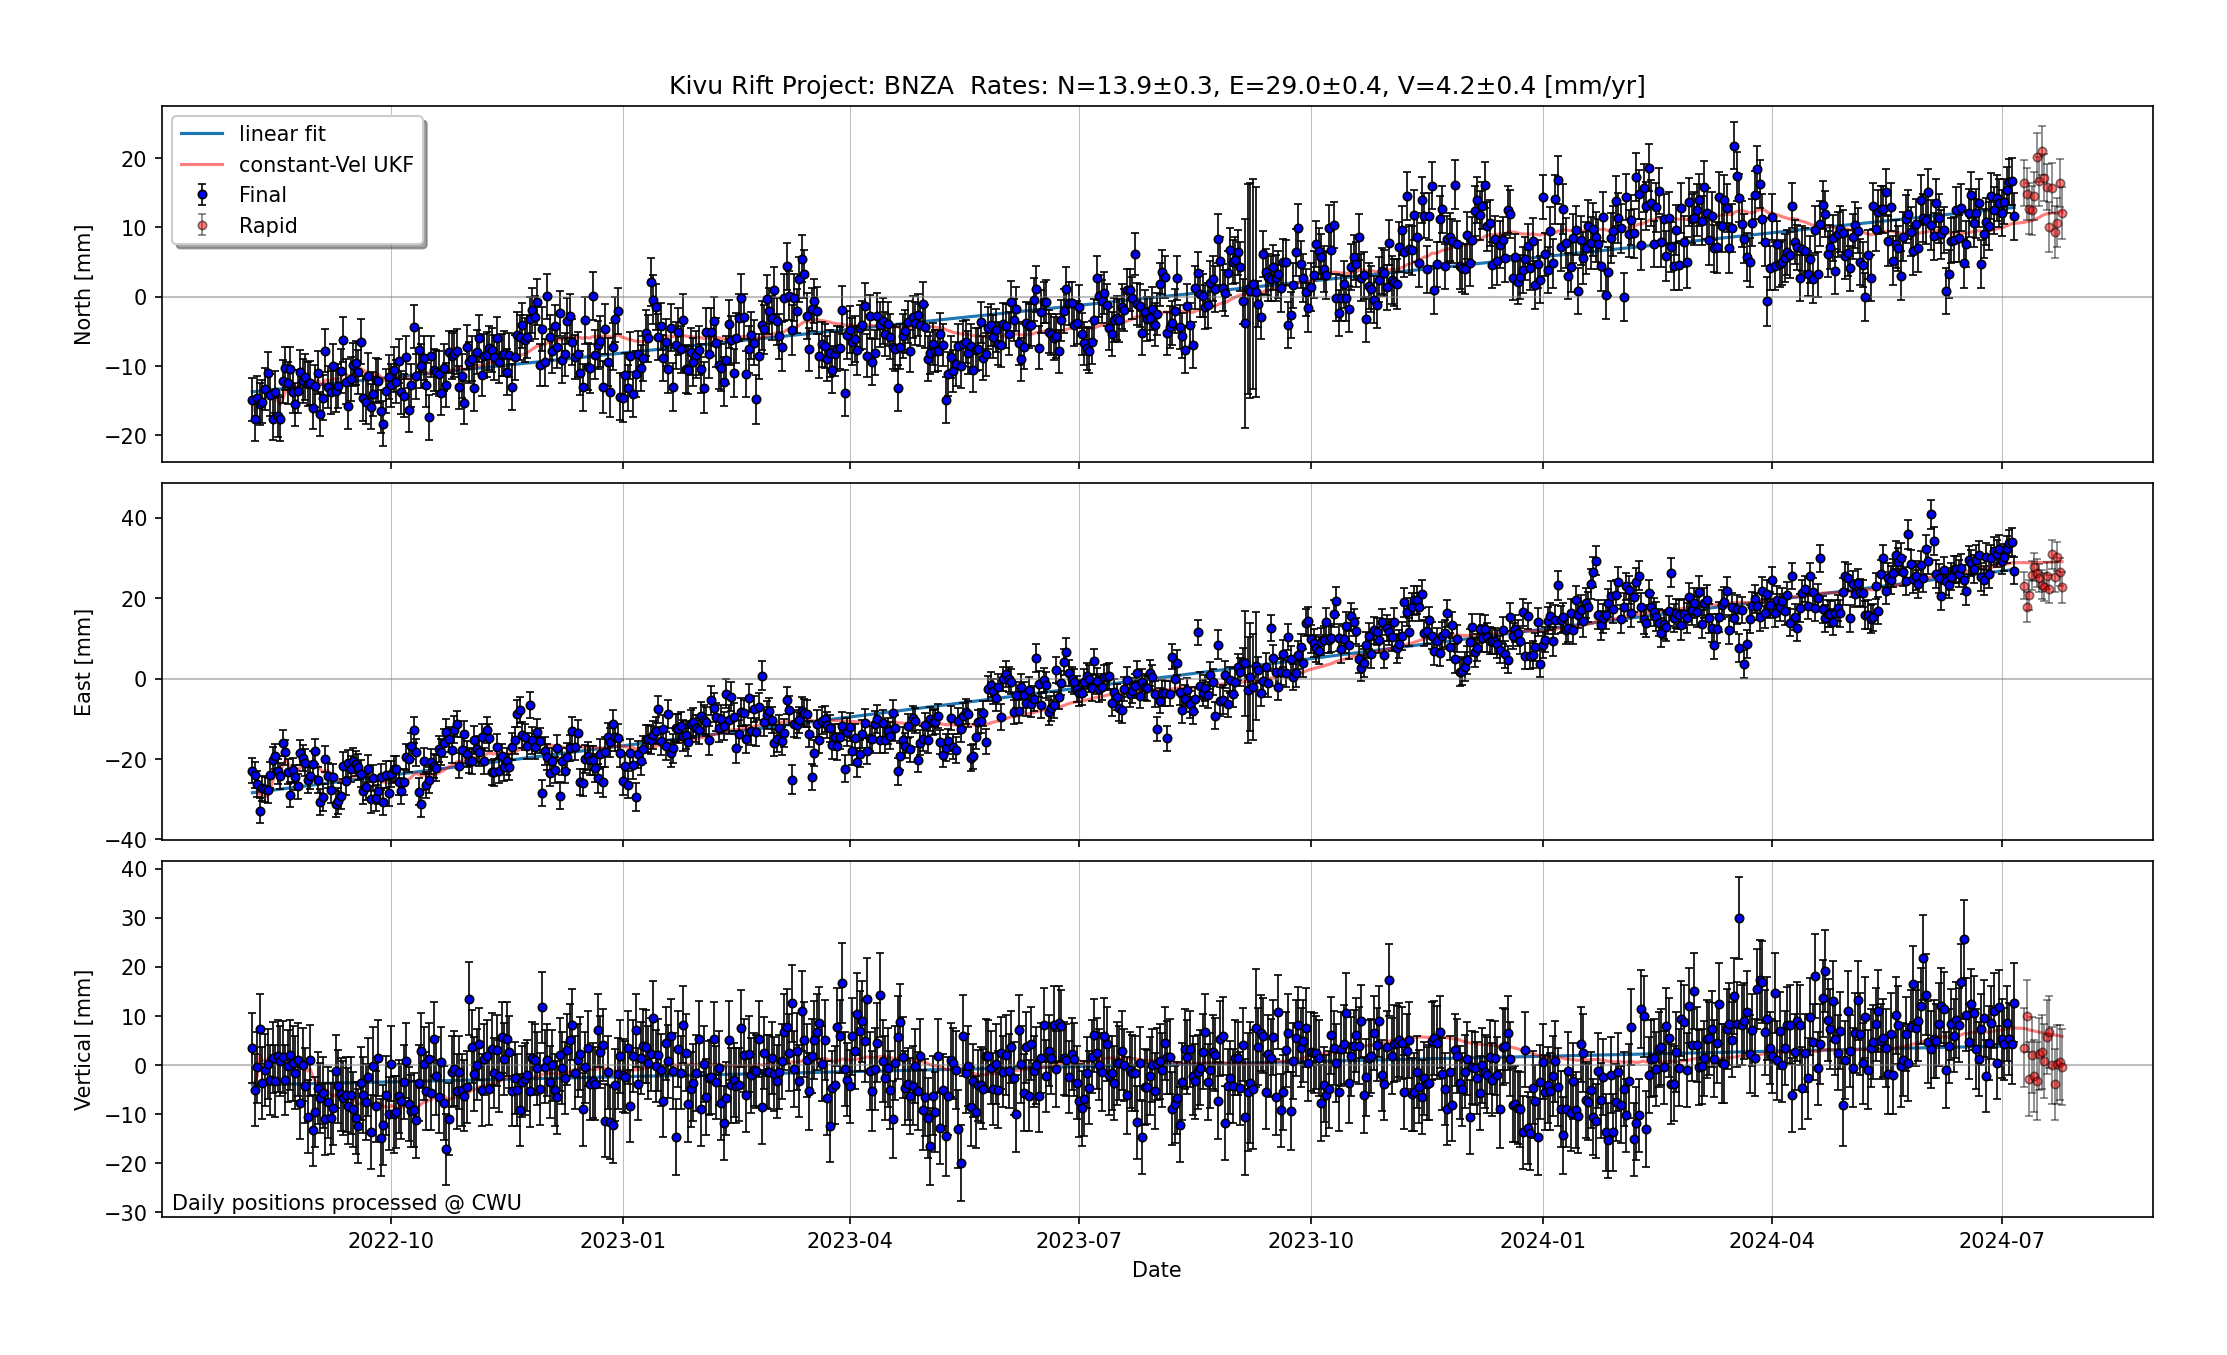 Kivu Rift Project: BNZA  Rates: N=13.9±0.3, E=29.0±0.4, V=4.2±0.4 [mm/yr]
linear fit
constant-Vel UKF
Final
Rapid
North [mm]
20
10
0
−10
−20
East [mm]
40
20
0
−20
−40
Vertical [mm]
40
30
20
10
0
−10
−20
−30
Daily positions processed @ CWU
2022-10 2023-01 2023-04 2023-07 2023-10 2024-01 2024-04 2024-07
Date